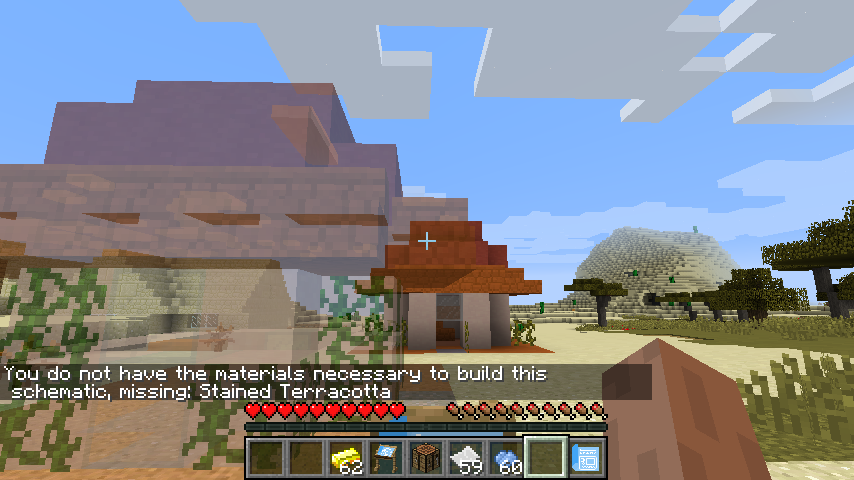 You do not have the materials necessary to build this
schematic, missing: Stained Terracotta
62 59 60